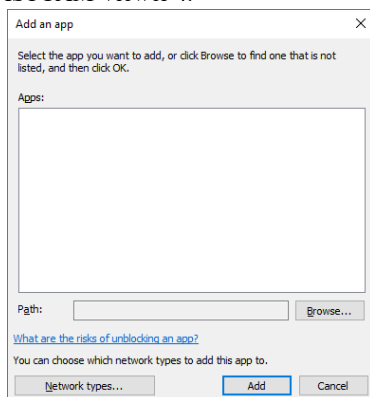 Add an app
Select the app you want to add, or click Browse to find one that is not
listed, and then click OK.
Apps:
Path:
Browse...
What are the risks of unblocking an app?
You can choose which network types to add this app to.
Network types...
Add
Cancel